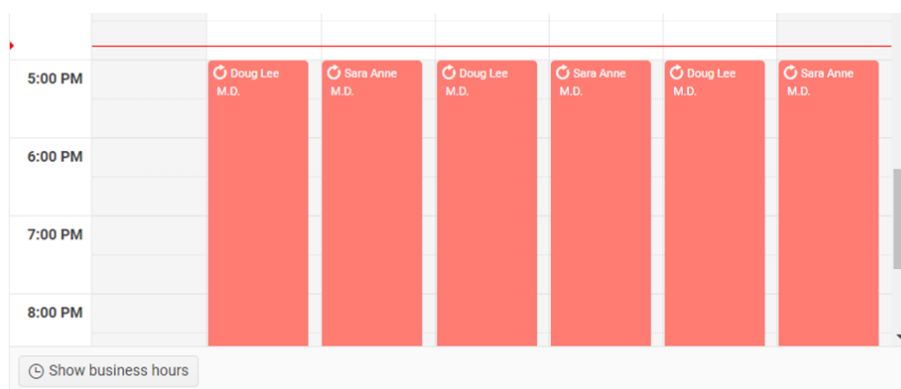 5:00 PM
Doug Lee
M.D.
Sara Anne
M.D.
Doug Lee
M.D.
Sara Anne
M.D.
Doug Lee
M.D.
Sara Anne
M.D.
6:00 PM
7:00 PM
8:00 PM
Show business hours